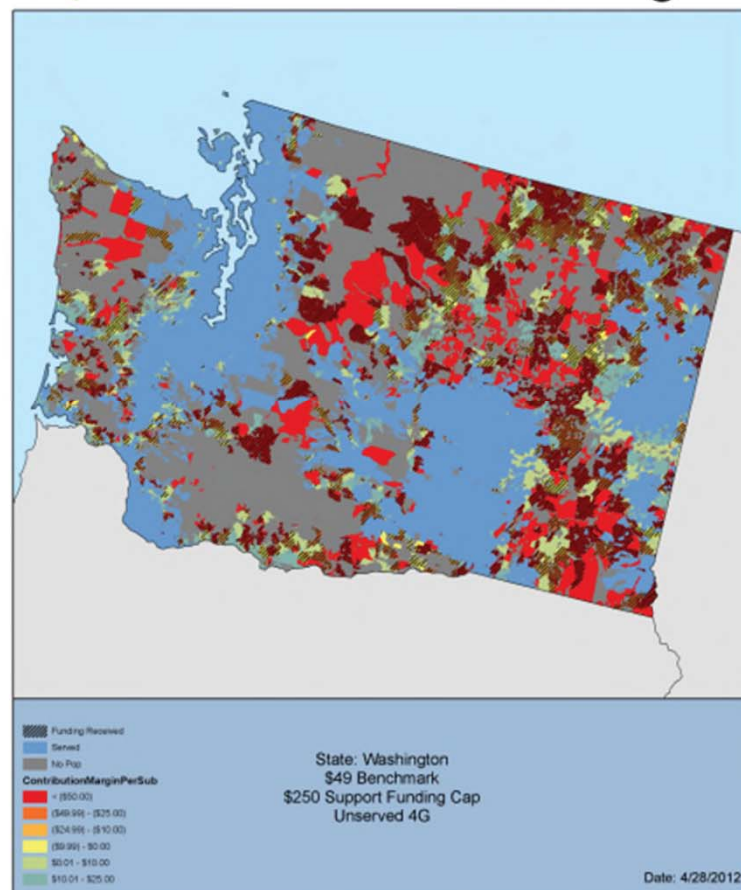 Funding Received
Served
No Pop
ContributionMarginPerSub
< ($50.00)
($49.99) - ($25.00)
($24.99) - ($10.00)
($9.99) - $0.00
$0.01 - $10.00
$10.01 - $25.00
State: Washington
$49 Benchmark
$250 Support Funding Cap
Unserved 4G
Date: 4/28/2012